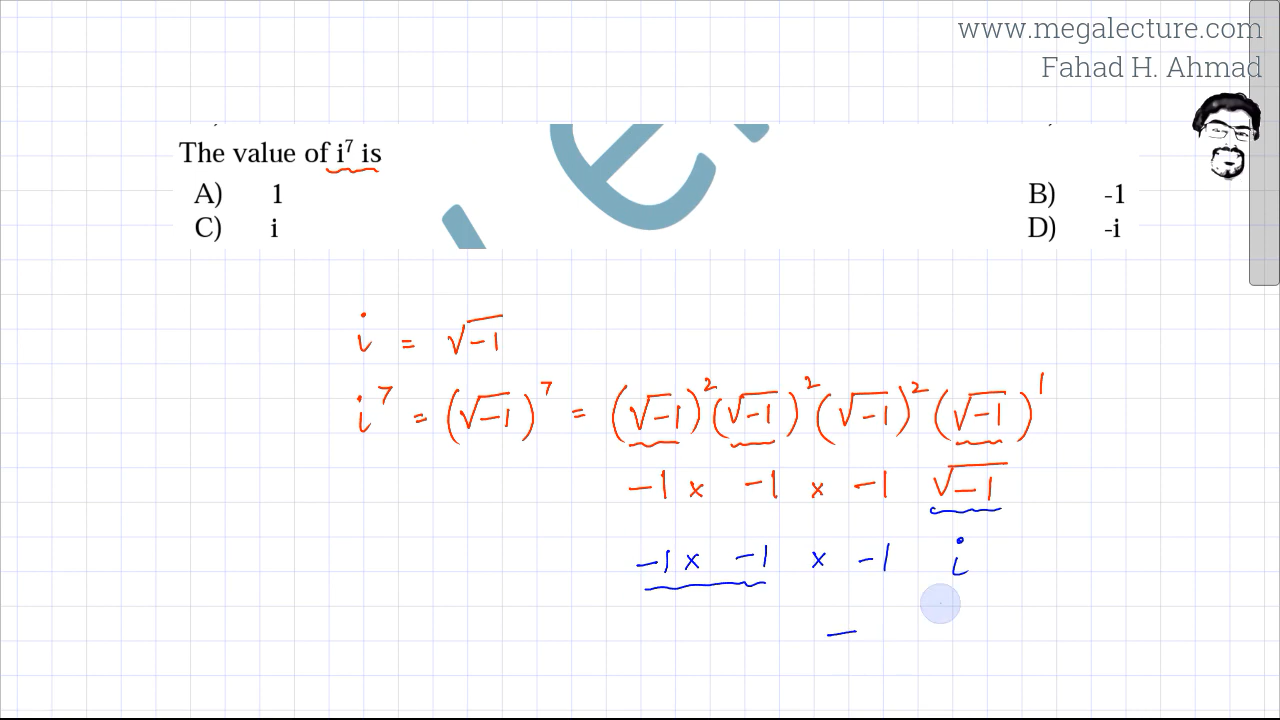 www.megalecture.com
Fahad H. Ahmad
The value of i⁷ is
A) 1 B) -1
C) i D) -i
i = √-1
i⁷ = (√-1)⁷ = (√-1)²(√-1)²(√-1)²(√-1)¹
-1 x -1 x -1 √-1
-1 x -1 x -1 i
—